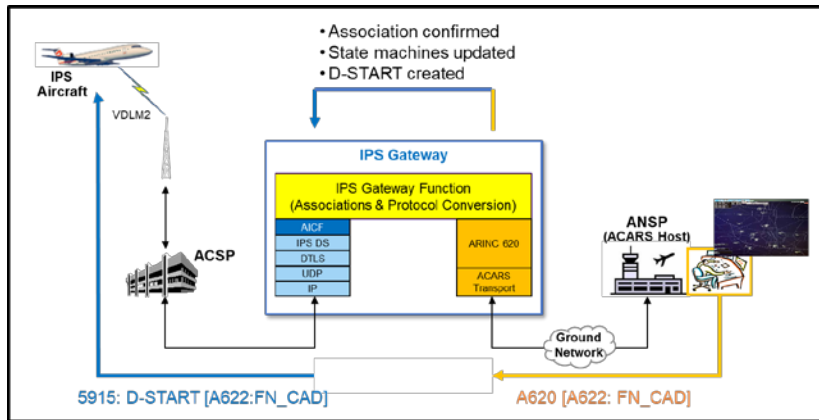 • Association confirmed
• State machines updated
• D-START created
IPS
Aircraft
VDLM2
IPS Gateway
IPS Gateway Function
(Associations & Protocol Conversion)
AICF
IPS DS
DTLS
UDP
IP
ARINC 620
ACARS
Transport
ACSP
ANSP
(ACARS Host)
Ground
Network
5915: D-START [A622:FN_CAD]
A620 [A622: FN_CAD]